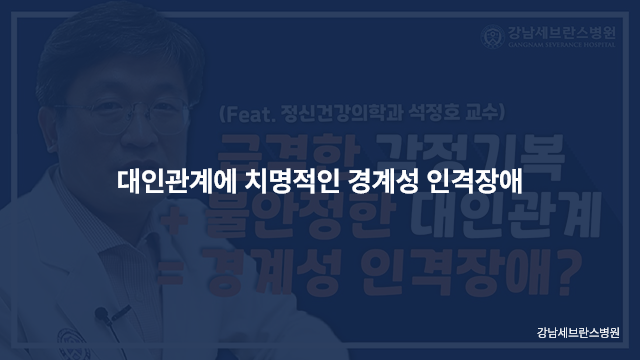 강남세브란스병원
GANGNAM SEVERANCE HOSPITAL
(Feat. 정신건강의학과 석정호 교수)
급격한 감정기복
대인관계에 치명적인 경계성 인격장애
+ 불안정한 대인관계
= 경계성 인격장애?
강남세브란스병원